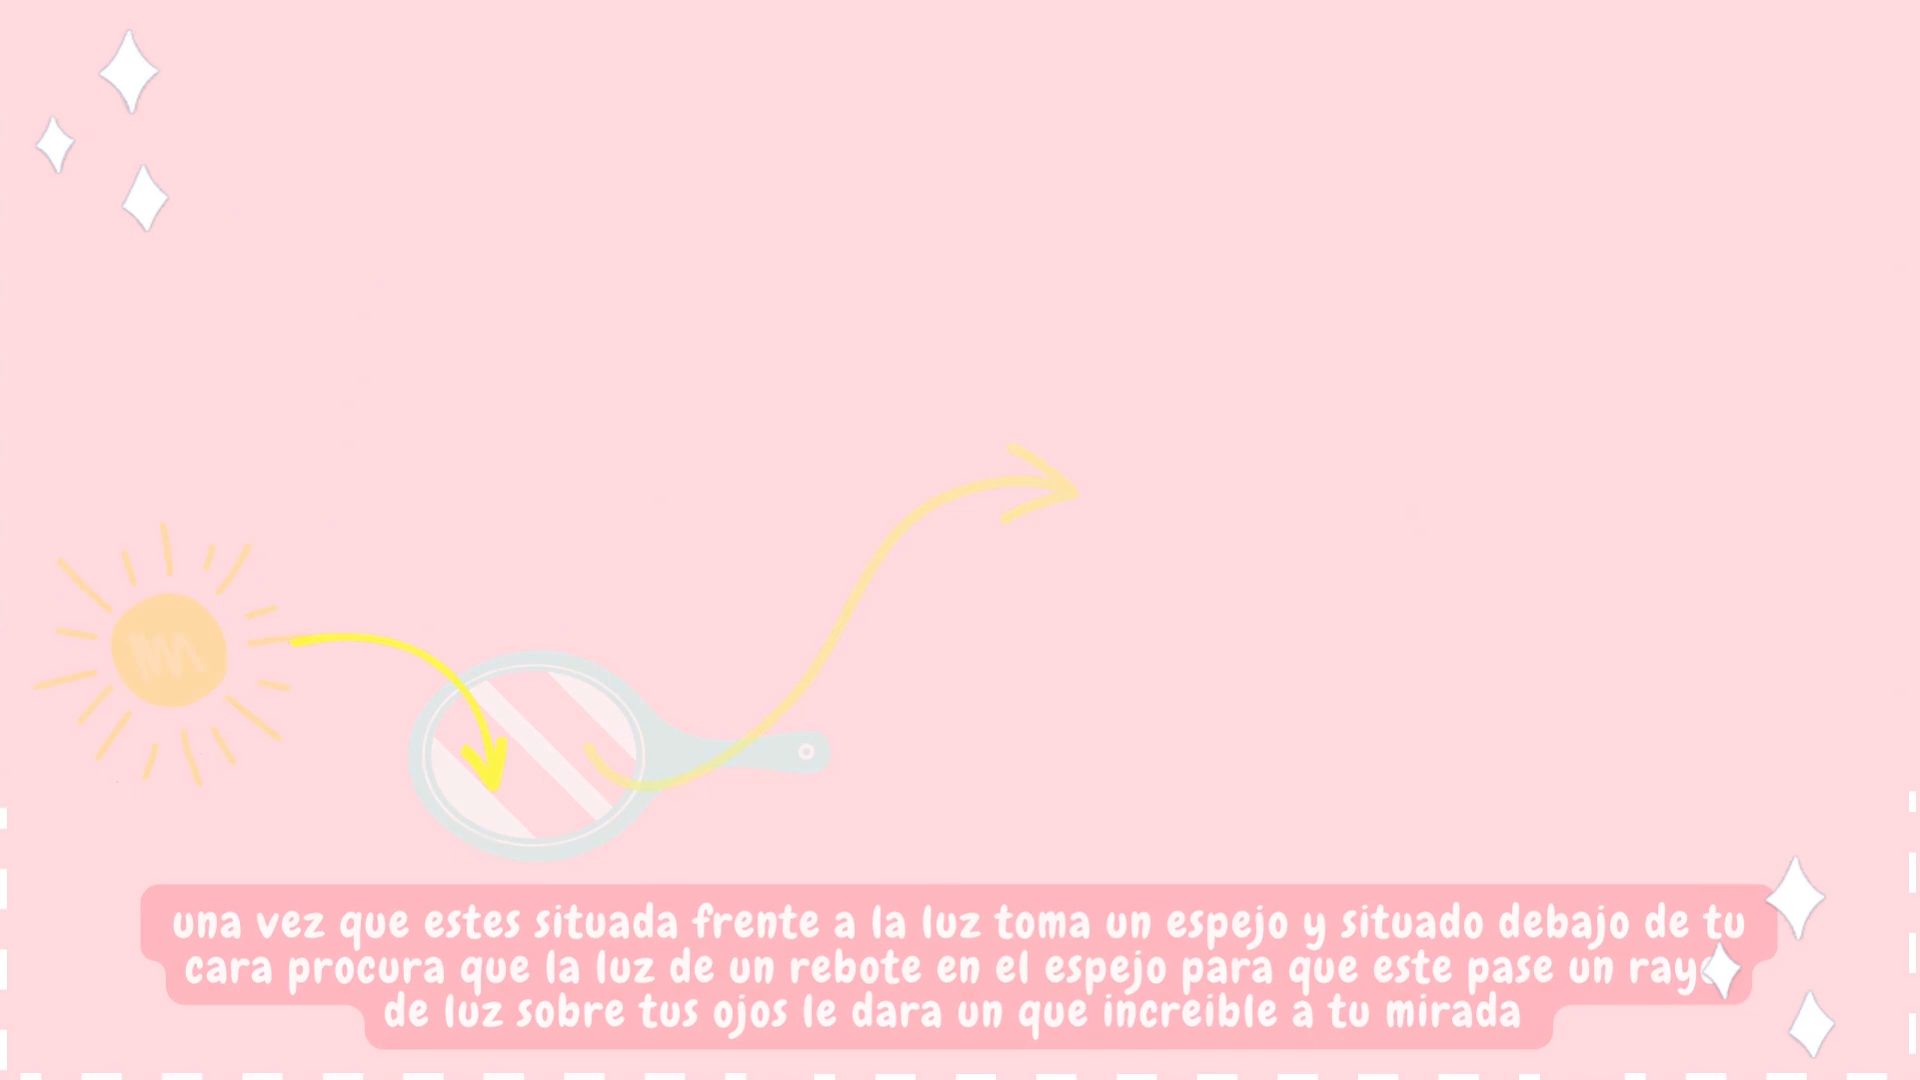 una vez que estes situada frente a la luz toma un espejo y situado debajo de tu
cara procura que la luz de un rebote en el espejo para que este pase un rayo
de luz sobre tus ojos le dara un que increible a tu mirada